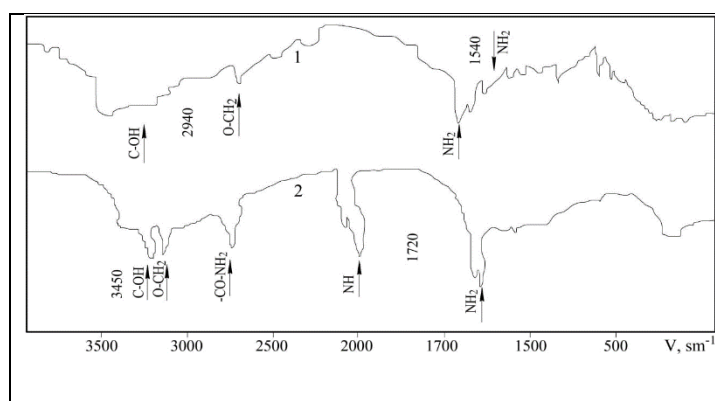 1540
NH2
1
C-OH
2940
O-CH2
NH2
2
3450
C-OH
O-CH2
-CO-NH2
NH
1720
NH2
3500 3000 2500 2000 1700 1500 500 V, sm-1